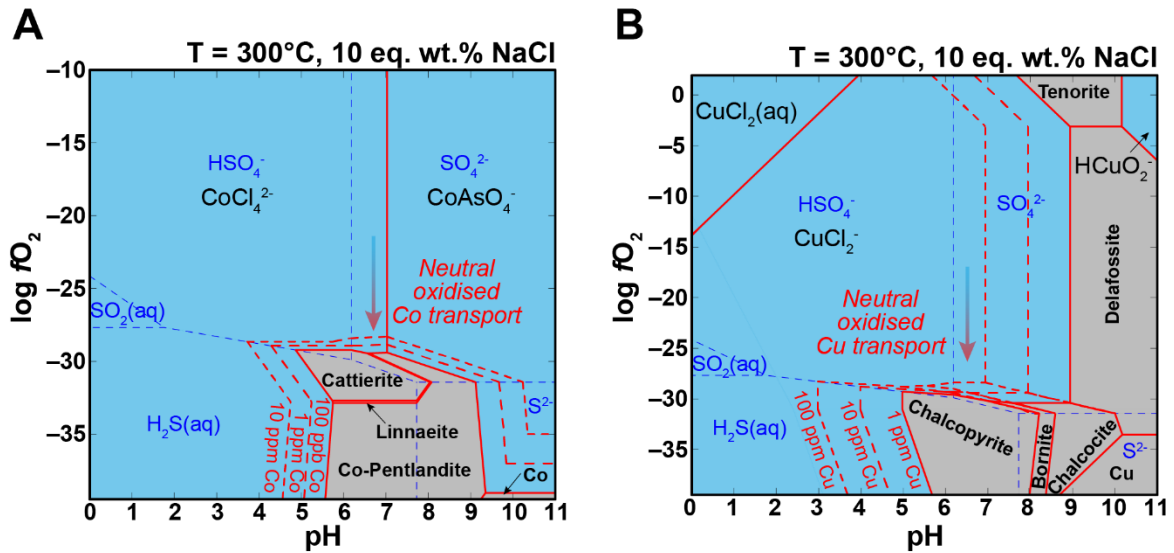 A
T = 300°C, 10 eq. wt.% NaCl
–10
–15
–20
–25
–30
–35
log fO₂
0 1 2 3 4 5 6 7 8 9 10 11
pH
HSO₄⁻
CoCl₄²⁻
SO₄²⁻
CoAsO₄⁻
Neutral
oxidised
Co transport
SO₂(aq)
H₂S(aq)
10 ppm Co
1 ppm Co
100 ppb Co
Cattierite
Linnaeite
Co-Pentlandite
S²⁻
Co
B
T = 300°C, 10 eq. wt.% NaCl
0
–5
–10
–15
–20
–25
–30
–35
log fO₂
0 1 2 3 4 5 6 7 8 9 10 11
pH
CuCl₂(aq)
Tenorite
HCuO₂⁻
HSO₄⁻
CuCl₂⁻
SO₄²⁻
Delafossite
Neutral
oxidised
Cu transport
SO₂(aq)
H₂S(aq)
100 ppm Cu
10 ppm Cu
1 ppm Cu
Chalcopyrite
Bornite
Chalcocite
S²⁻
Cu